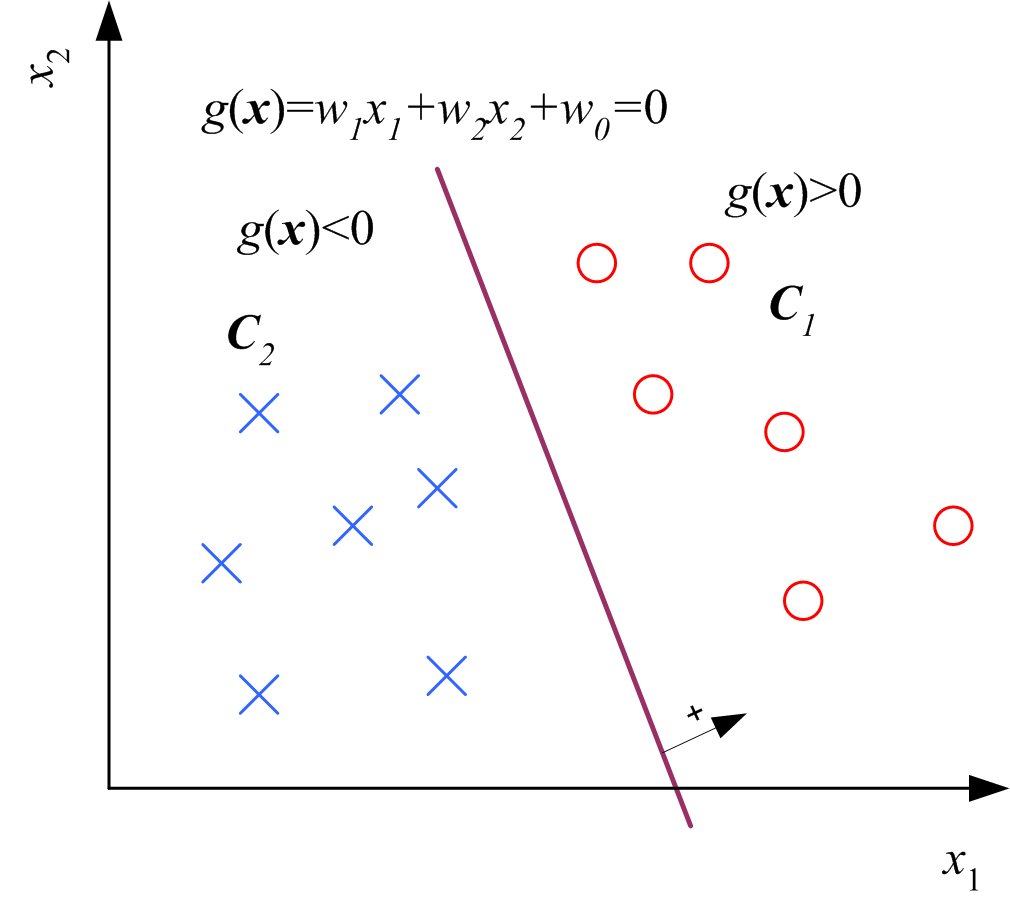 x₂
g(x)=w₁x₁+w₂x₂+w₀=0
g(x)>0
g(x)<0
C₁
C₂
+
x₁